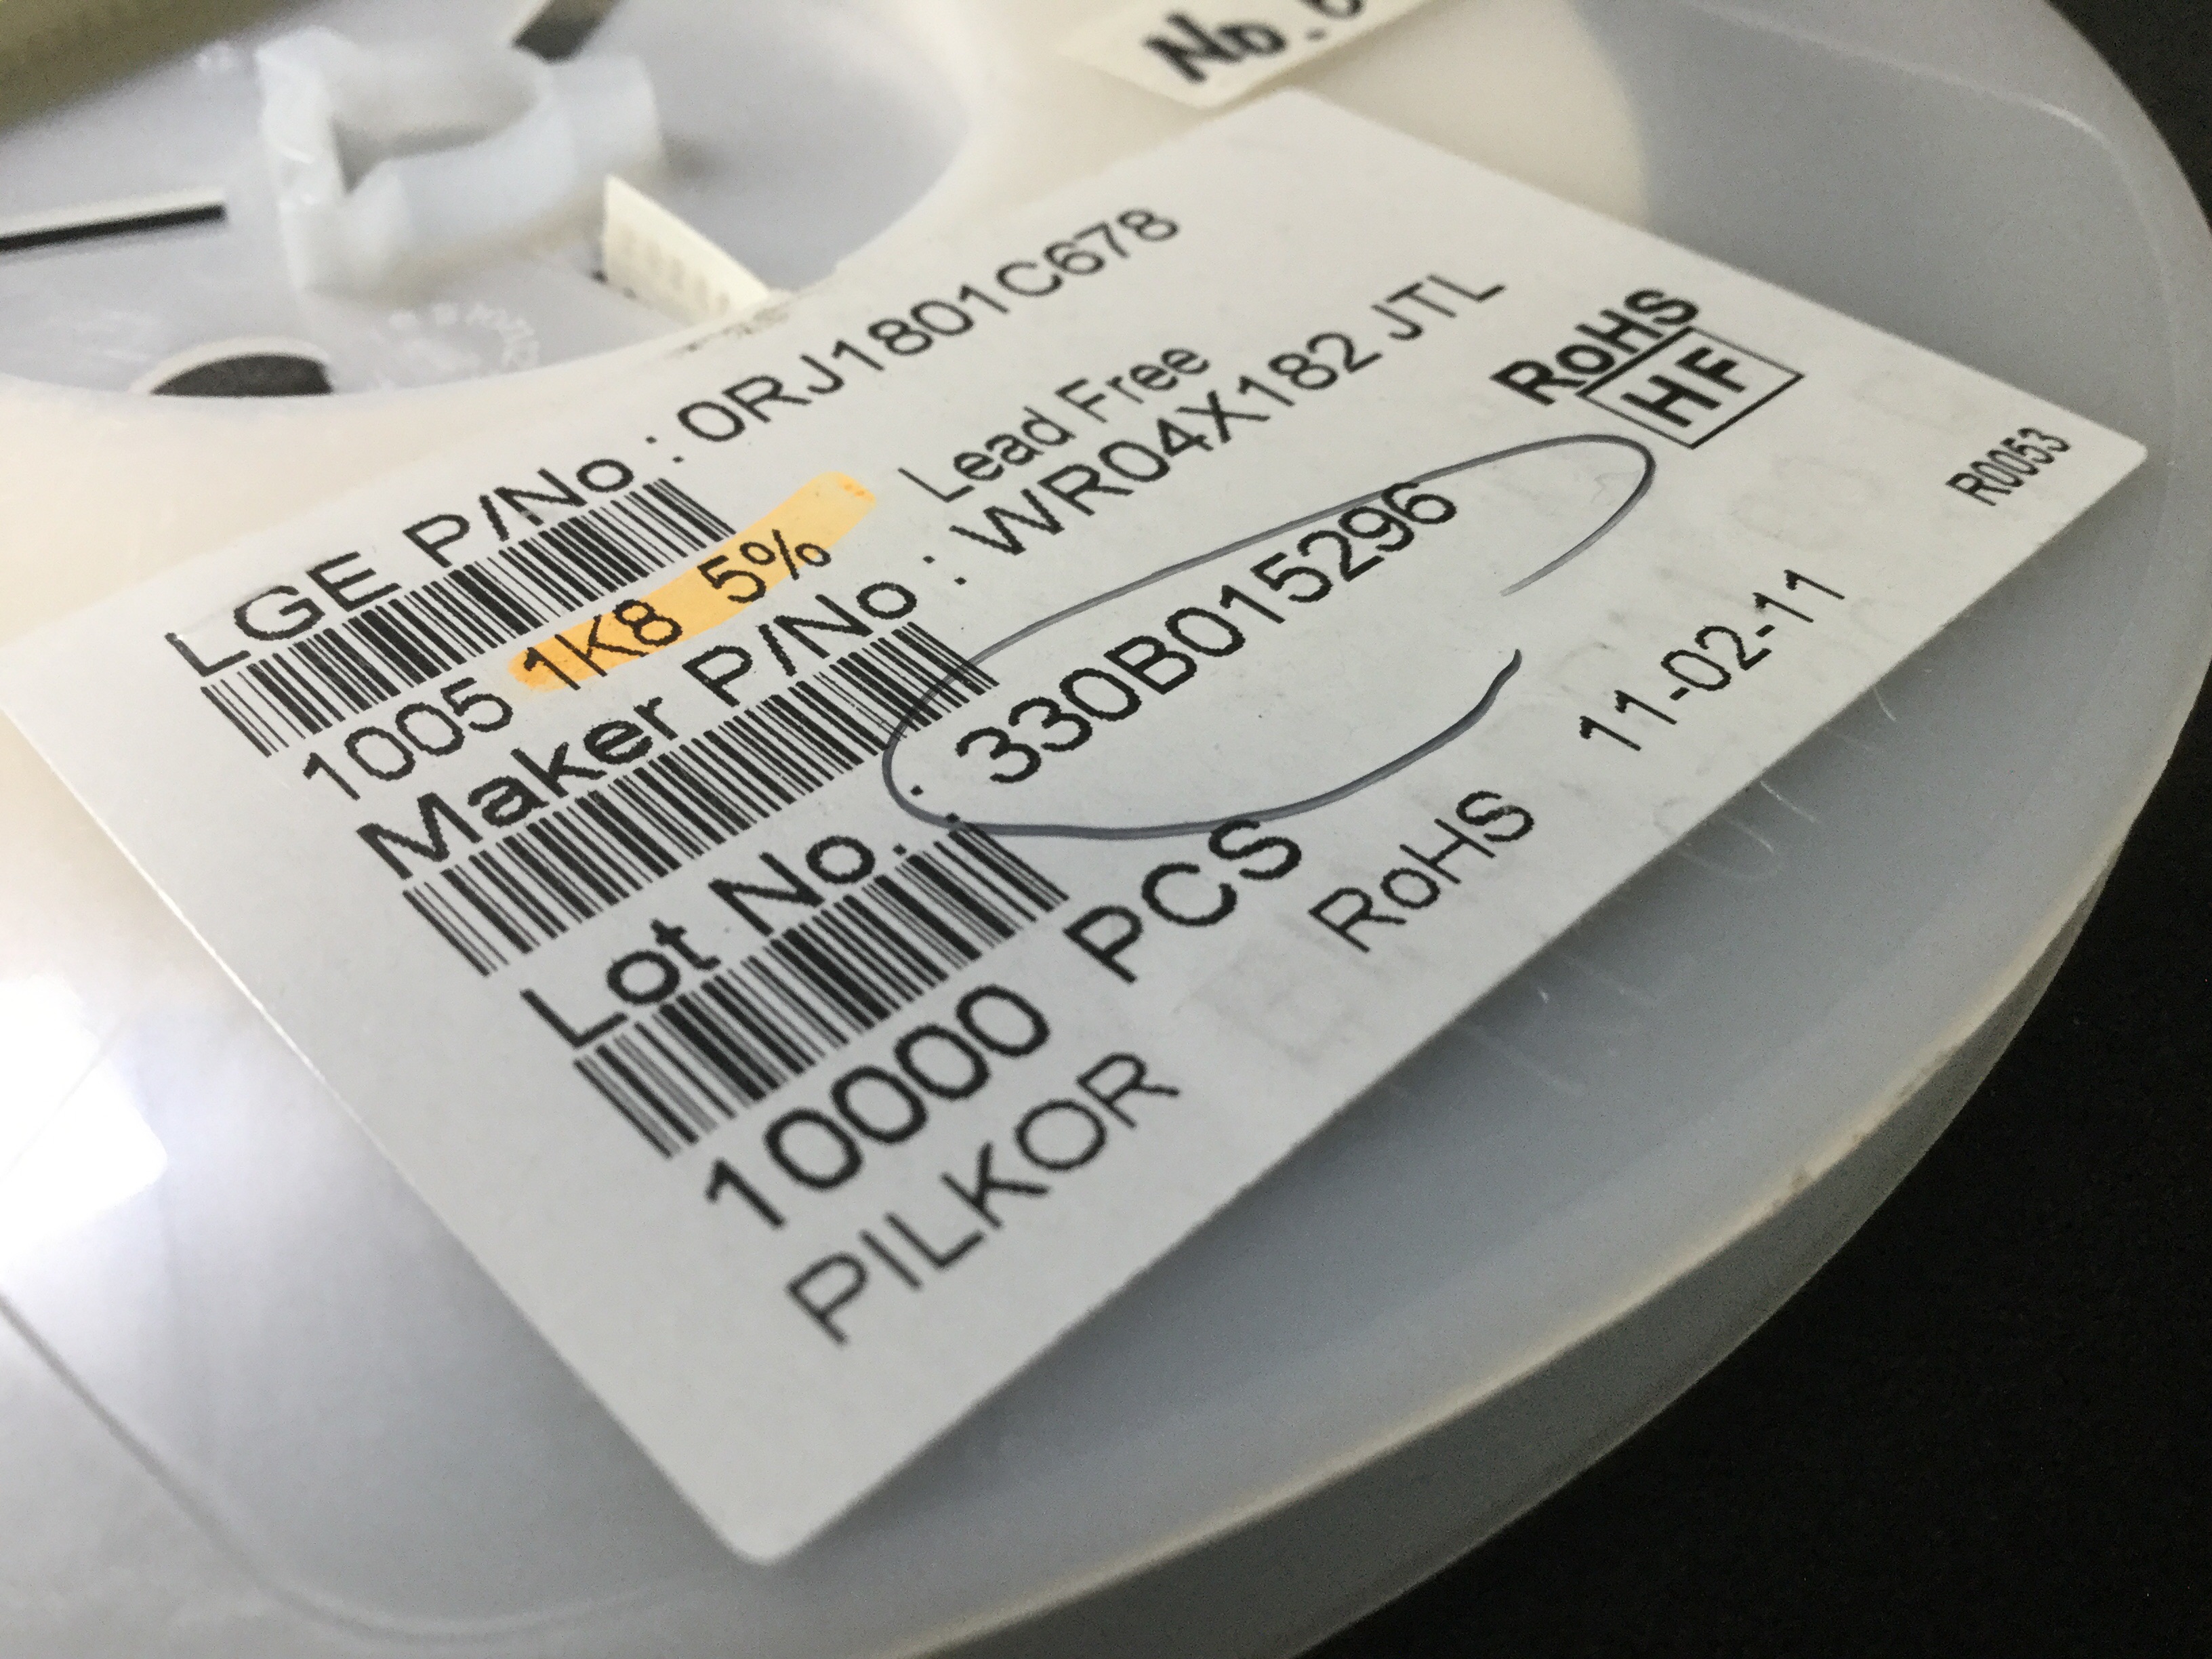 No.
LGE P/No : 0RJ1801C678
1005 1K8 5% Lead Free
Maker P/No : WR04X182 JTL
RoHS
HF
Lot No. : 330B015296
R0053
10000 PCS RoHS 11-02-11
PILKOR